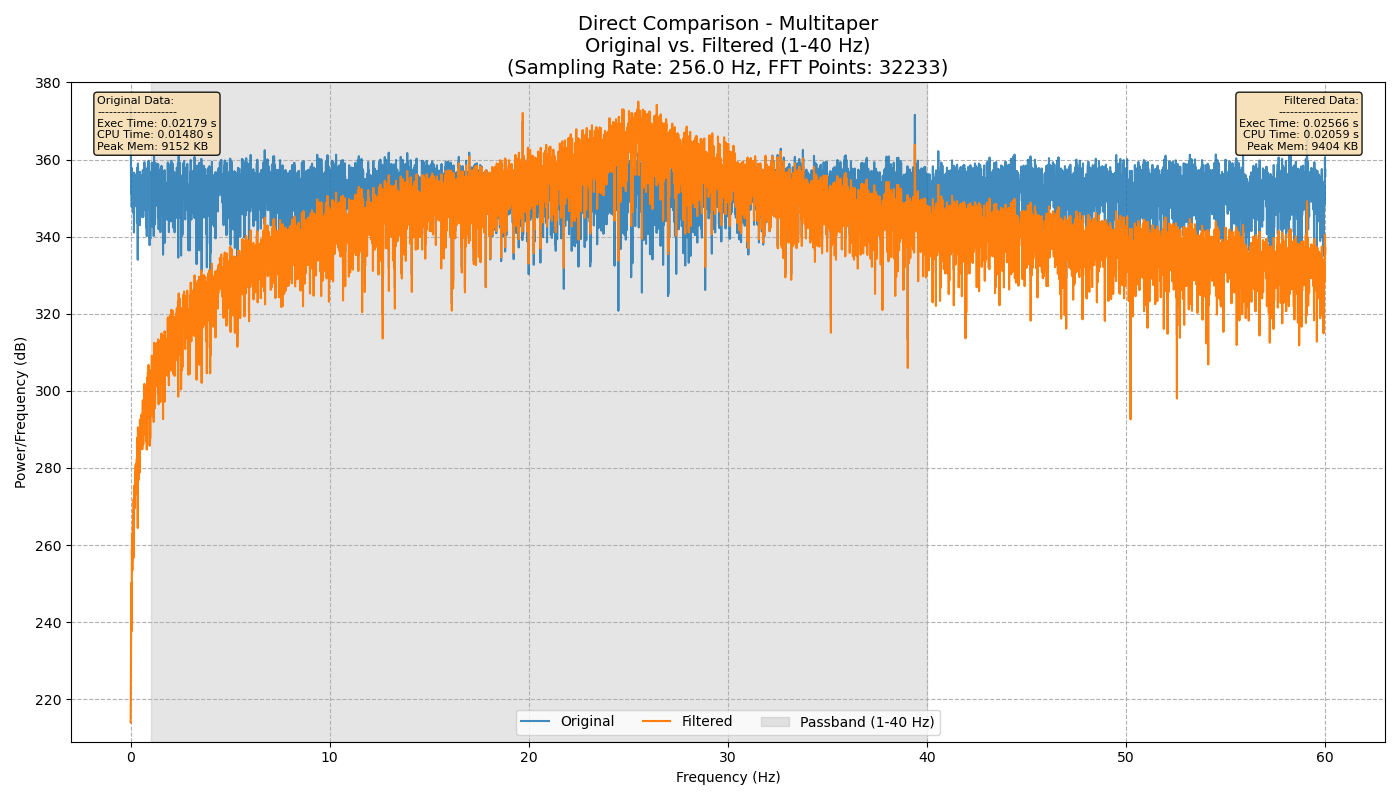 Direct Comparison - Multitaper
Original vs. Filtered (1-40 Hz)
(Sampling Rate: 256.0 Hz, FFT Points: 32233)
Original Data:
--------------------
Exec Time: 0.02179 s
CPU Time: 0.01480 s
Peak Mem: 9152 KB
Filtered Data:
--------------------
Exec Time: 0.02566 s
CPU Time: 0.02059 s
Peak Mem: 9404 KB
Power/Frequency (dB)
380
360
340
320
300
280
260
240
220
Original
Filtered
Passband (1-40 Hz)
0
10
20
30
40
50
60
Frequency (Hz)